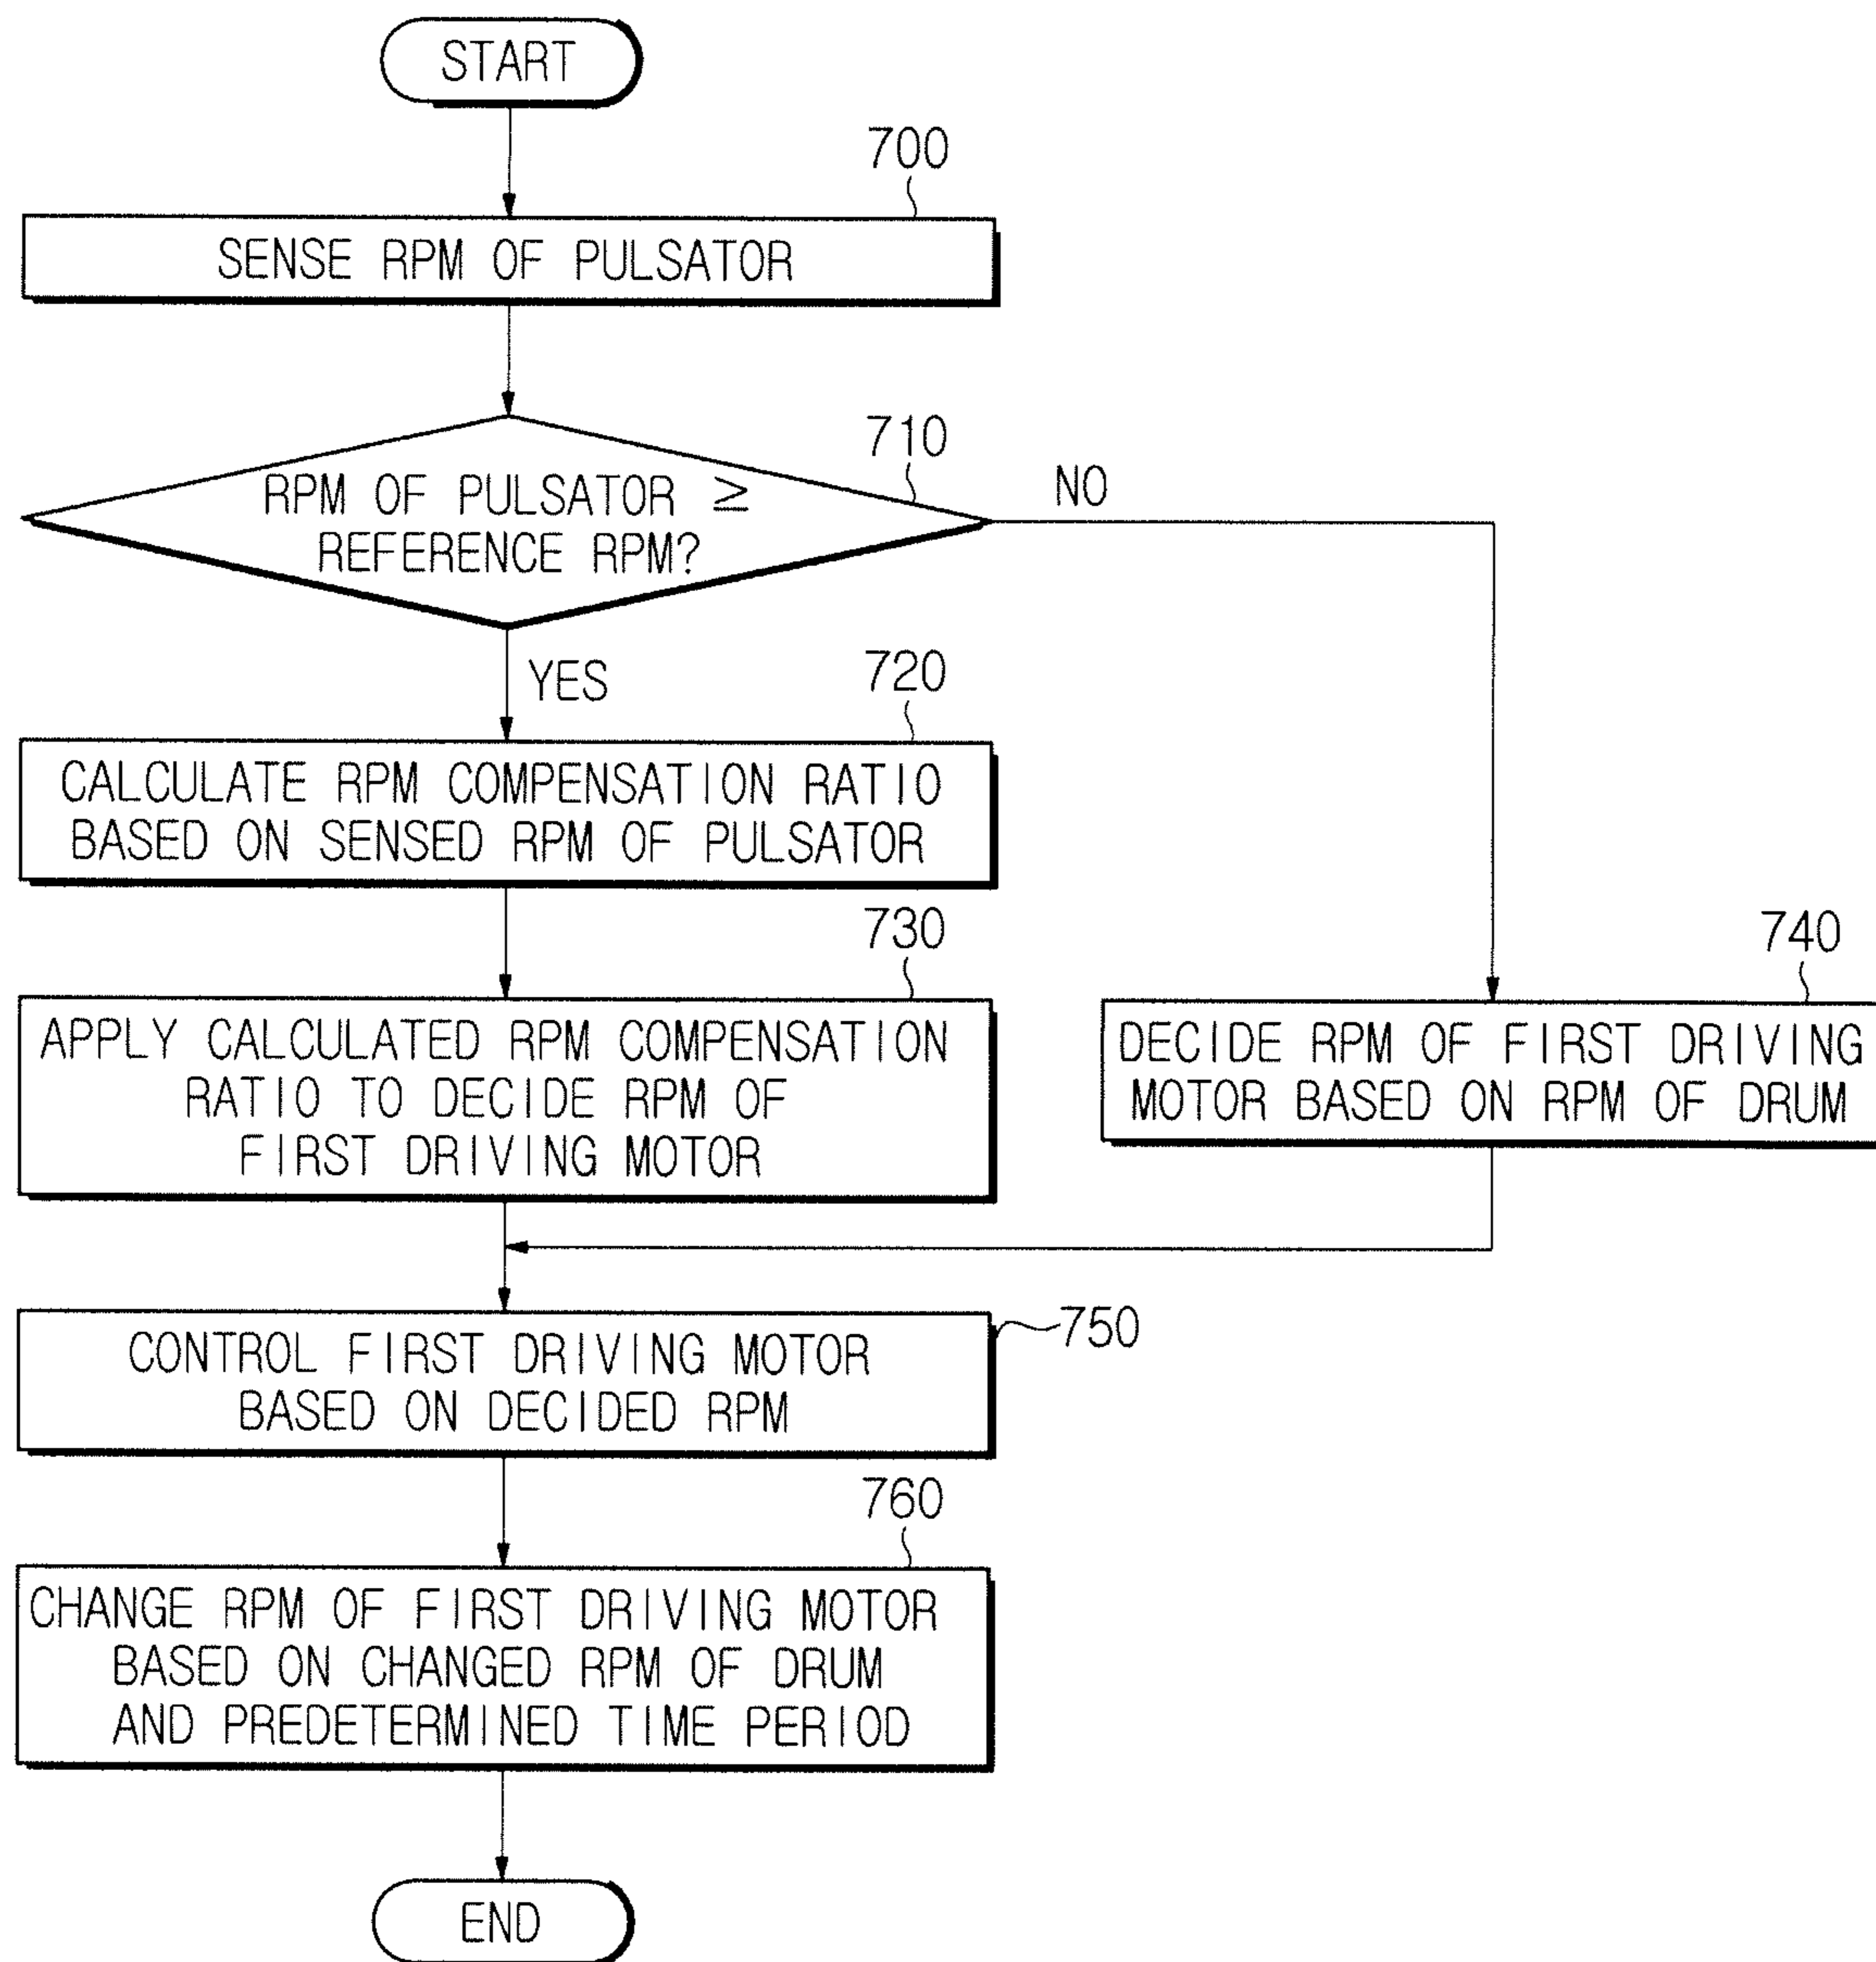 START
700
SENSE RPM OF PULSATOR
710
RPM OF PULSATOR ≥
REFERENCE RPM?
NO
YES
720
CALCULATE RPM COMPENSATION RATIO
BASED ON SENSED RPM OF PULSATOR
730
APPLY CALCULATED RPM COMPENSATION
RATIO TO DECIDE RPM OF
FIRST DRIVING MOTOR
740
DECIDE RPM OF FIRST DRIVING
MOTOR BASED ON RPM OF DRUM
750
CONTROL FIRST DRIVING MOTOR
BASED ON DECIDED RPM
760
CHANGE RPM OF FIRST DRIVING MOTOR
BASED ON CHANGED RPM OF DRUM
AND PREDETERMINED TIME PERIOD
END